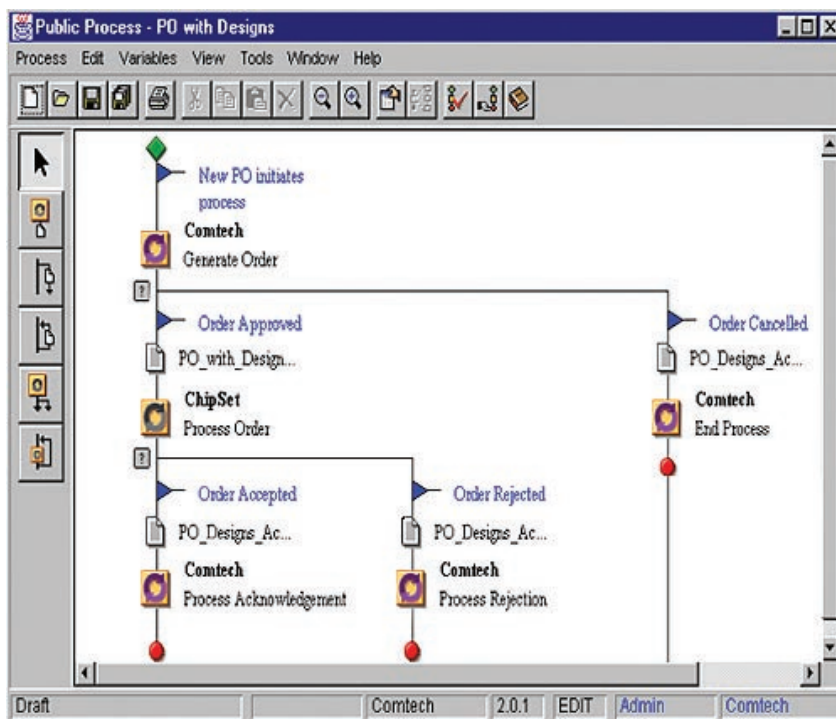 Public Process - PO with Designs
Process Edit Variables View Tools Window Help
New PO initiates
process
Comtech
Generate Order
?
Order Approved
Order Cancelled
PO_with_Design...
PO_Designs_Ac...
ChipSet
Comtech
Process Order
End Process
?
Order Accepted
Order Rejected
PO_Designs_Ac...
PO_Designs_Ac...
Comtech
Comtech
Process Acknowledgement
Process Rejection
Draft Comtech 2.0.1 EDIT Admin Comtech